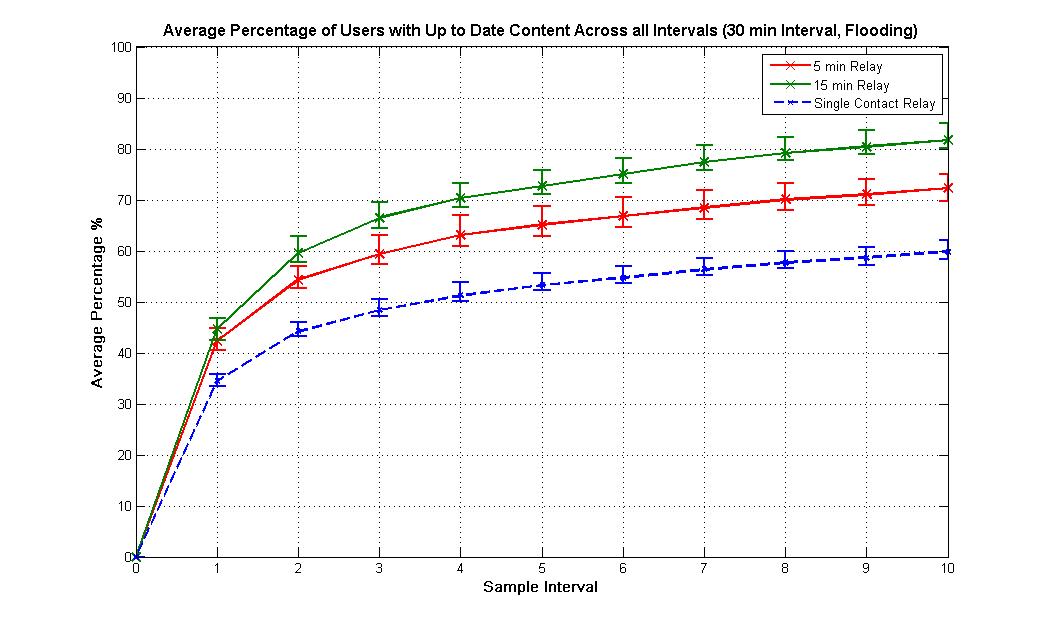 Average Percentage of Users with Up to Date Content Across all Intervals (30 min Interval, Flooding)
5 min Relay
15 min Relay
Single Contact Relay
Average Percentage %
100
90
80
70
60
50
40
30
20
10
0
0 1 2 3 4 5 6 7 8 9 10
Sample Interval